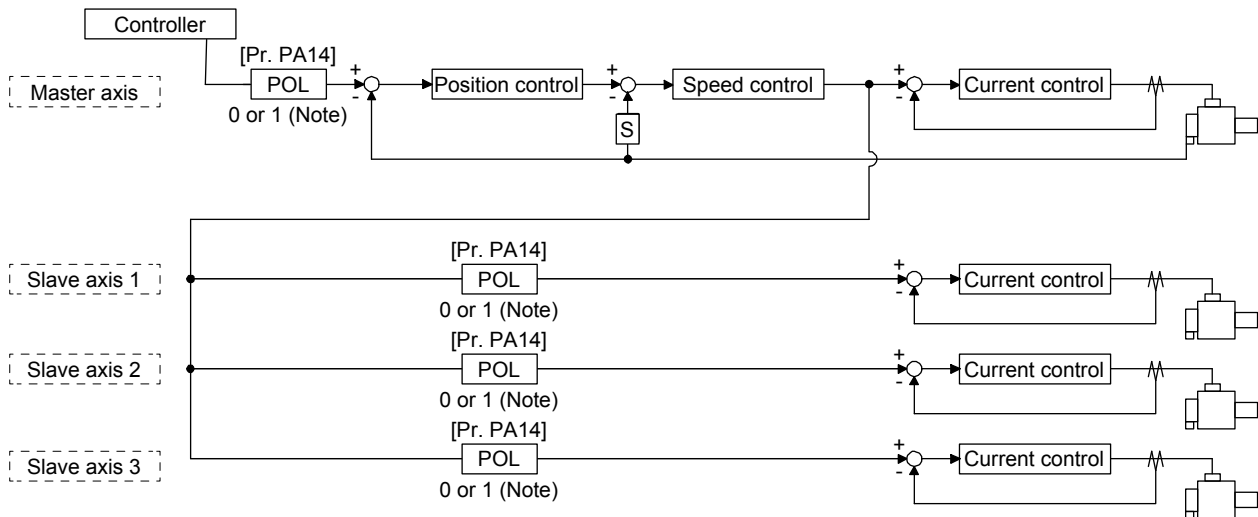 Controller
[Pr. PA14]
Master axis
POL
+
-
Position control
+
-
Speed control
+
-
Current control
0 or 1 (Note)
S
[Pr. PA14]
Slave axis 1
POL
+
-
Current control
0 or 1 (Note)
[Pr. PA14]
Slave axis 2
POL
+
-
Current control
0 or 1 (Note)
[Pr. PA14]
Slave axis 3
POL
+
-
Current control
0 or 1 (Note)